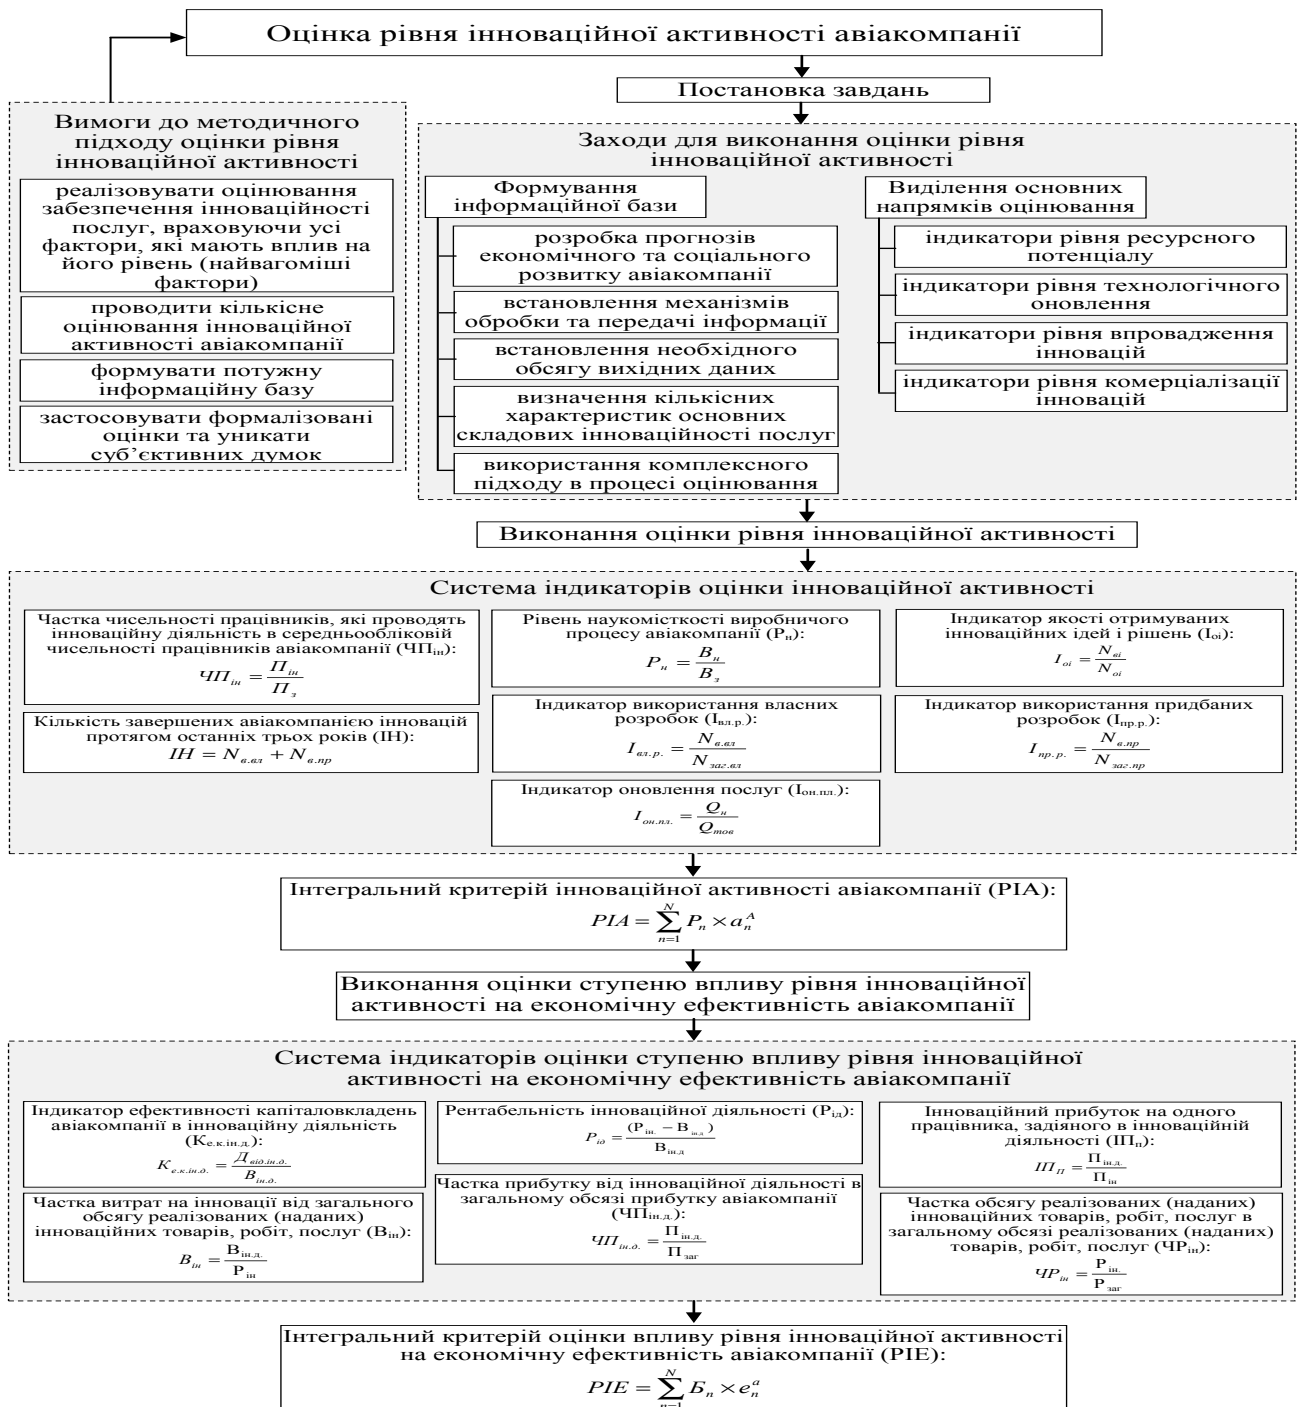 Оцінка рівня інноваційної активності авіакомпанії
Постановка завдань
Вимоги до методичного
підходу оцінки рівня
інноваційної активності
реалізовувати оцінювання
забезпечення інноваційності
послуг, враховуючи усі
фактори, які мають вплив на
його рівень (найвагоміші
фактори)
проводити кількісне
оцінювання інноваційної
активності авіакомпанії
формувати потужну
інформаційну базу
застосовувати формалізовані
оцінки та уникати
суб’єктивних думок
Заходи для виконання оцінки рівня
інноваційної активності
Формування
інформаційної бази
розробка прогнозів
економічного та соціального
розвитку авіакомпанії
встановлення механізмів
обробки та передачі інформації
встановлення необхідного
обсягу вихідних даних
визначення кількісних
характеристик основних
складових інноваційності послуг
використання комплексного
підходу в процесі оцінювання
Виділення основних
напрямків оцінювання
індикатори рівня ресурсного
потенціалу
індикатори рівня технологічного
оновлення
індикатори рівня впровадження
інновацій
індикатори рівня комерціалізації
інновацій
Виконання оцінки рівня інноваційної активності
Система індикаторів оцінки інноваційної активності
Частка чисельності працівників, які проводять
інноваційну діяльність в середньообліковій
чисельності працівників авіакомпанії (ЧПін):
ЧПін = Пін / Пз
Кількість завершених авіакомпанією інновацій
протягом останніх трьох років (ІН):
ІН = Nв.вл + Nв.пр
Рівень наукомісткості виробничого
процесу авіакомпанії (Рн):
Рн = Вн / Вз
Індикатор використання власних
розробок (Івл.р.):
Івл.р. = Nв.вл / Nзаг.вл
Індикатор оновлення послуг (Іон.пл.):
Іон.пл. = Qн / Qтов
Індикатор якості отримуваних
інноваційних ідей і рішень (Іоі):
Іоі = Nві / Nоі
Індикатор використання придбаних
розробок (Іпр.р.):
Іпр.р. = Nв.пр / Nзаг.пр
Інтегральний критерій інноваційної активності авіакомпанії (РІА):
PIA = ∑ n=1 N Pn × an A
Виконання оцінки ступеню впливу рівня інноваційної
активності на економічну ефективність авіакомпанії
Система індикаторів оцінки ступеню впливу рівня інноваційної
активності на економічну ефективність авіакомпанії
Індикатор ефективності капіталовкладень
авіакомпанії в інноваційну діяльність
(Ке.к.ін.д.):
Ке.к.ін.д. = Двід.ін.д. / Він.д.
Частка витрат на інновації від загального
обсягу реалізованих (наданих)
інноваційних товарів, робіт, послуг (Він):
Він = Він.д. / Рін
Рентабельність інноваційної діяльності (Рід):
Рід = (Рін. − Він.д) / Він.д
Частка прибутку від інноваційної діяльності в
загальному обсязі прибутку авіакомпанії
(ЧПін.д.):
ЧПін.д. = Пін.д. / Пзаг
Інноваційний прибуток на одного
працівника, задіяного в інноваційній
діяльності (ІПп):
ІПП = Пін.д. / Пін
Частка обсягу реалізованих (наданих)
інноваційних товарів, робіт, послуг в
загальному обсязі реалізованих (наданих)
товарів, робіт, послуг (ЧРін):
ЧРін = Рін. / Рзаг
Інтегральний критерій оцінки впливу рівня інноваційної активності
на економічну ефективність авіакомпанії (РІЕ):
PIE = ∑ n=1 N Бn × en a